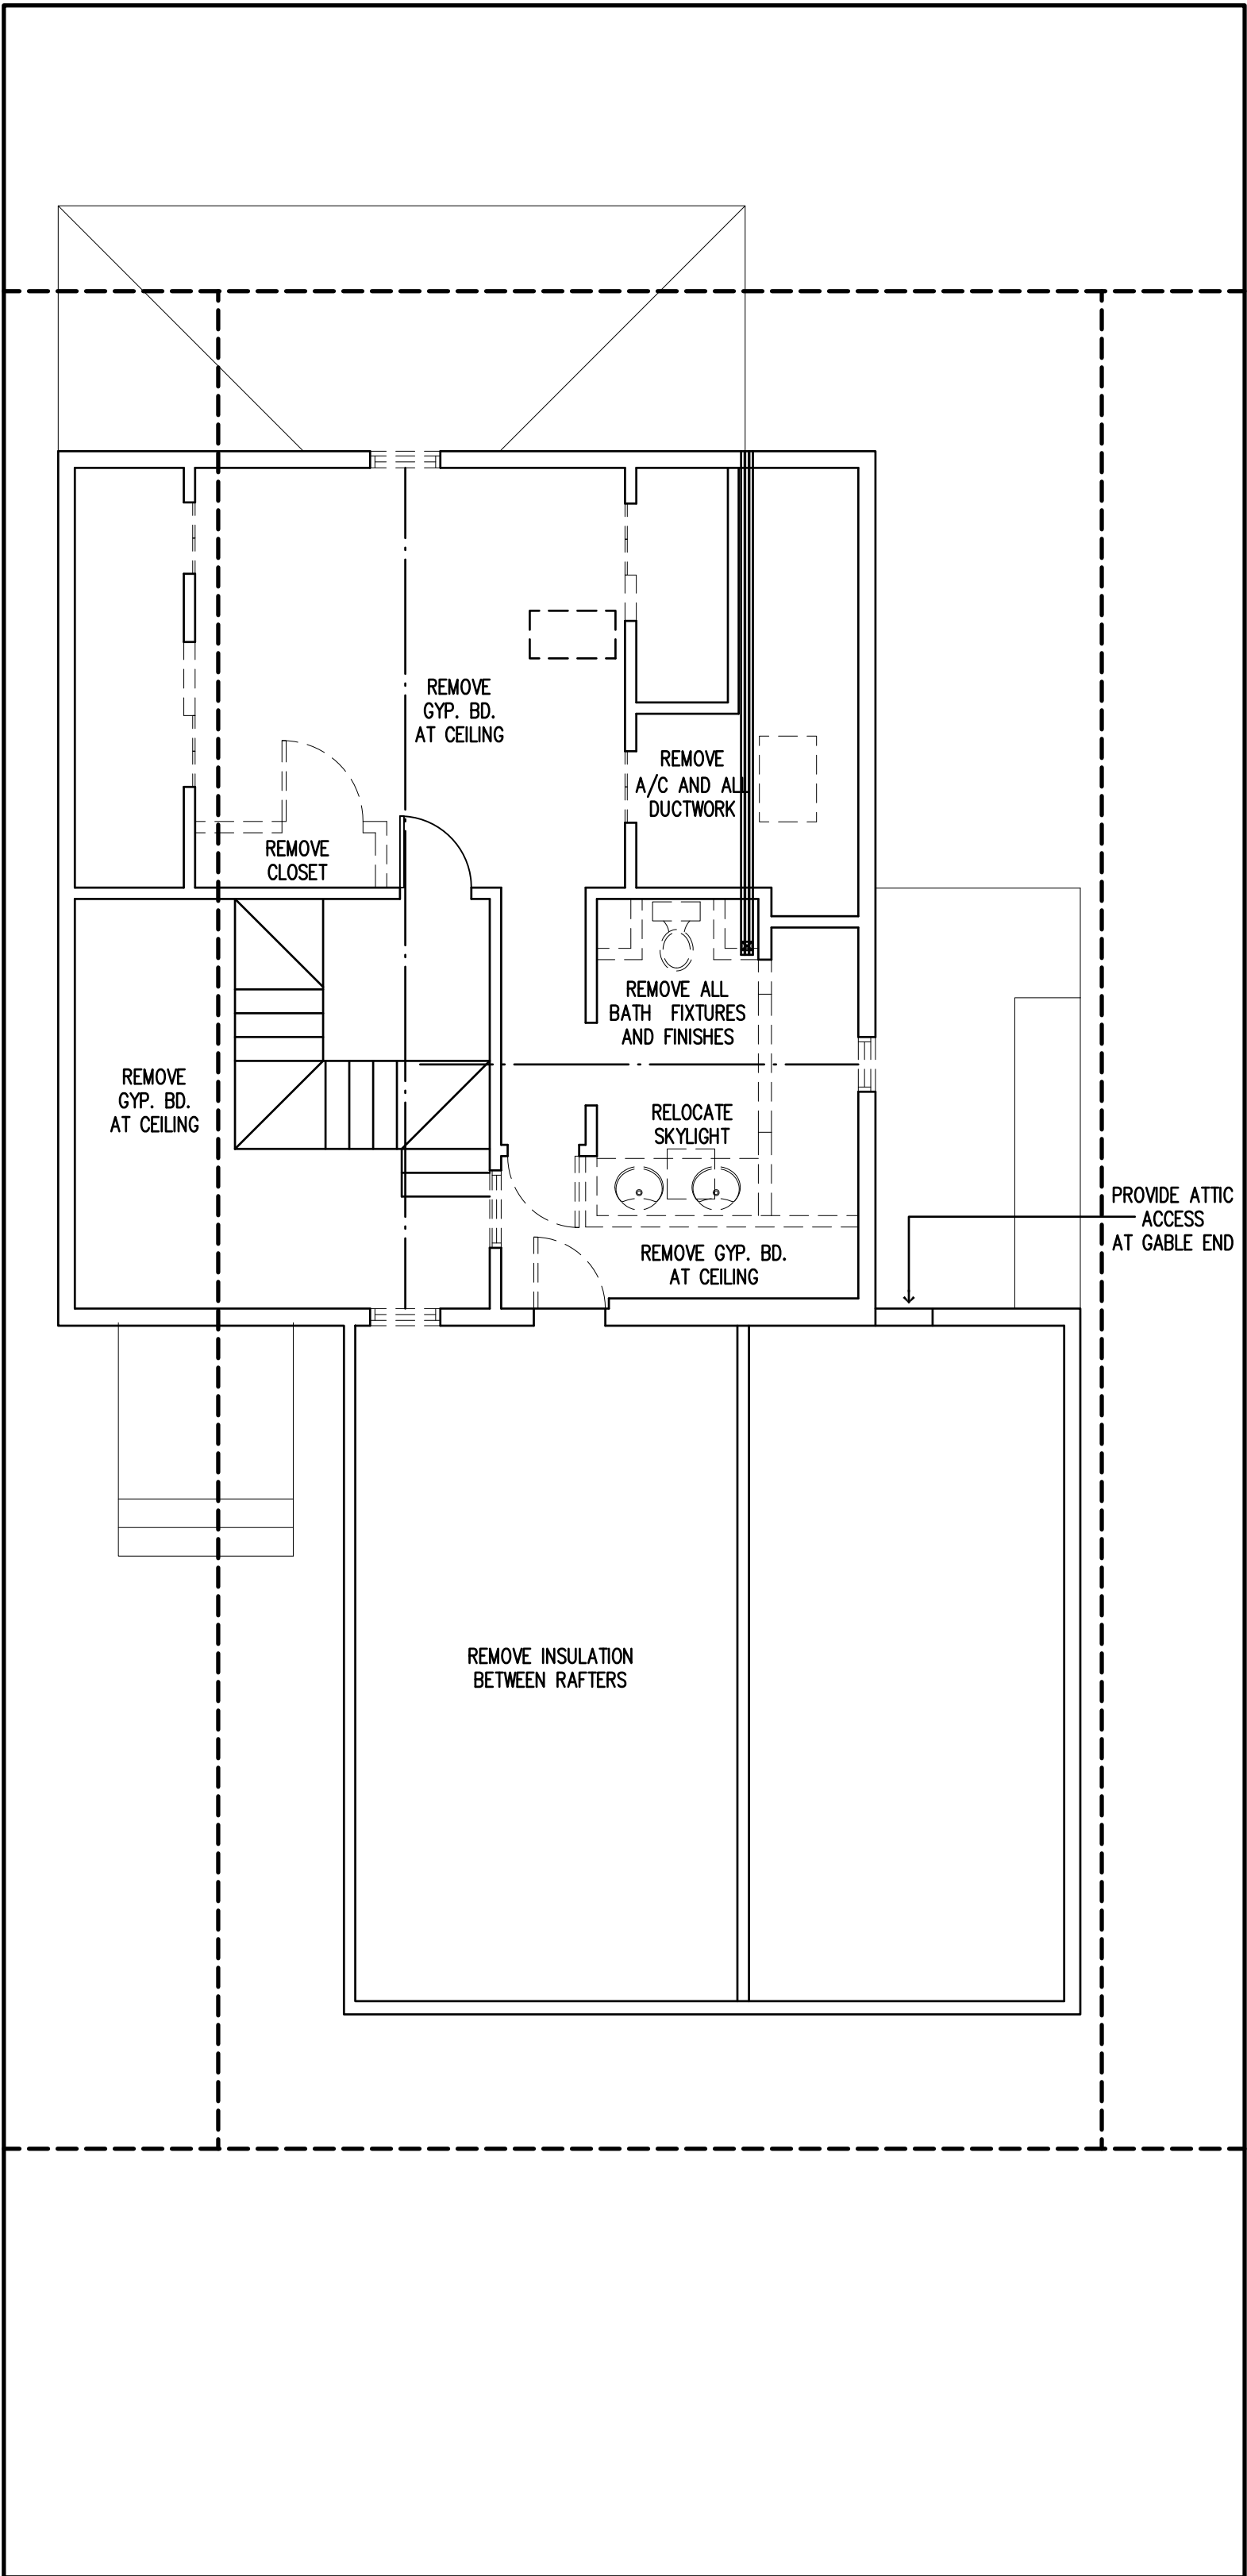 REMOVE
GYP. BD.
AT CEILING
REMOVE
A/C AND ALL
DUCTWORK
REMOVE
CLOSET
REMOVE ALL
BATH FIXTURES
AND FINISHES
REMOVE
GYP. BD.
AT CEILING
RELOCATE
SKYLIGHT
PROVIDE ATTIC
ACCESS
AT GABLE END
REMOVE GYP. BD.
AT CEILING
REMOVE INSULATION
BETWEEN RAFTERS